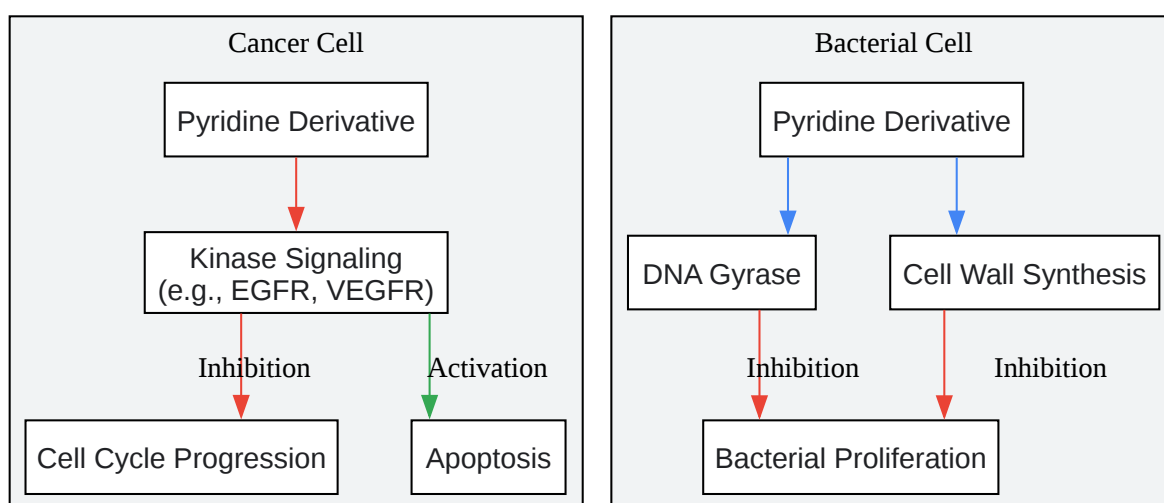 Cancer Cell
Pyridine Derivative
Kinase Signaling
(e.g., EGFR, VEGFR)
Inhibition
Activation
Cell Cycle Progression
Apoptosis
Bacterial Cell
Pyridine Derivative
DNA Gyrase
Cell Wall Synthesis
Inhibition
Inhibition
Bacterial Proliferation